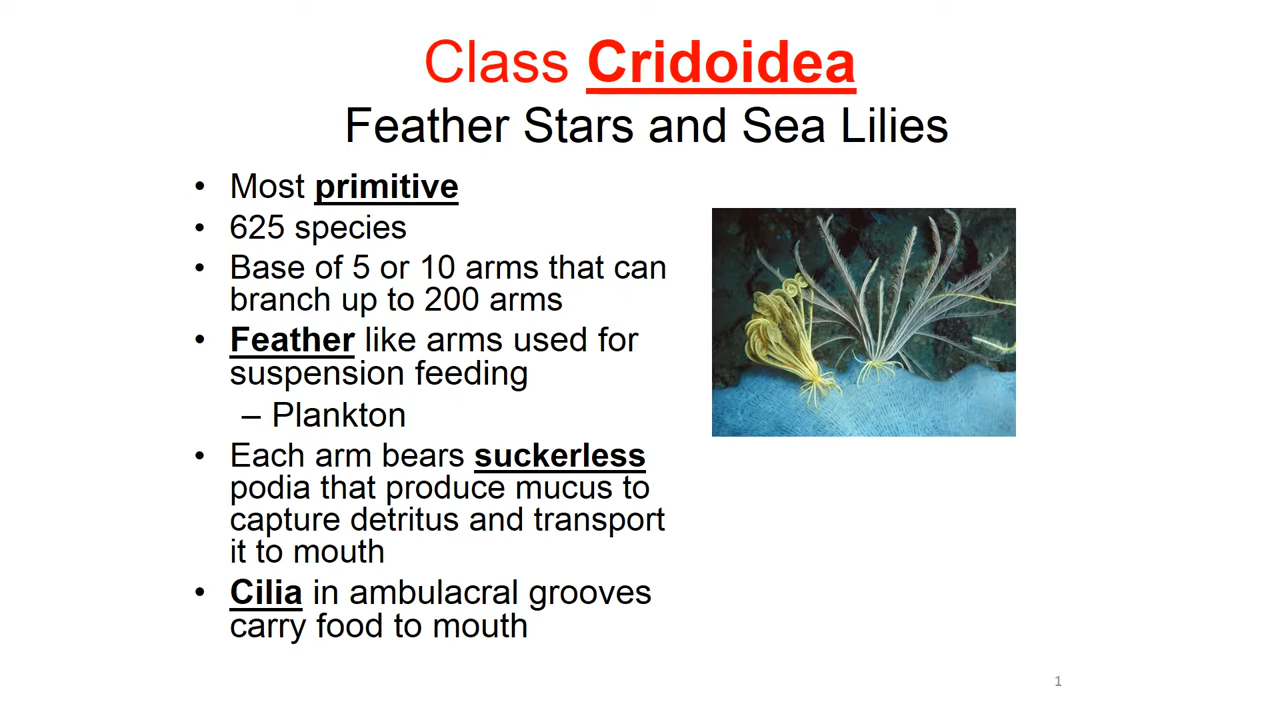 Class Cridoidea
Feather Stars and Sea Lilies
• Most primitive
• 625 species
• Base of 5 or 10 arms that can
branch up to 200 arms
• Feather like arms used for
suspension feeding
– Plankton
• Each arm bears suckerless
podia that produce mucus to
capture detritus and transport
it to mouth
• Cilia in ambulacral grooves
carry food to mouth
1